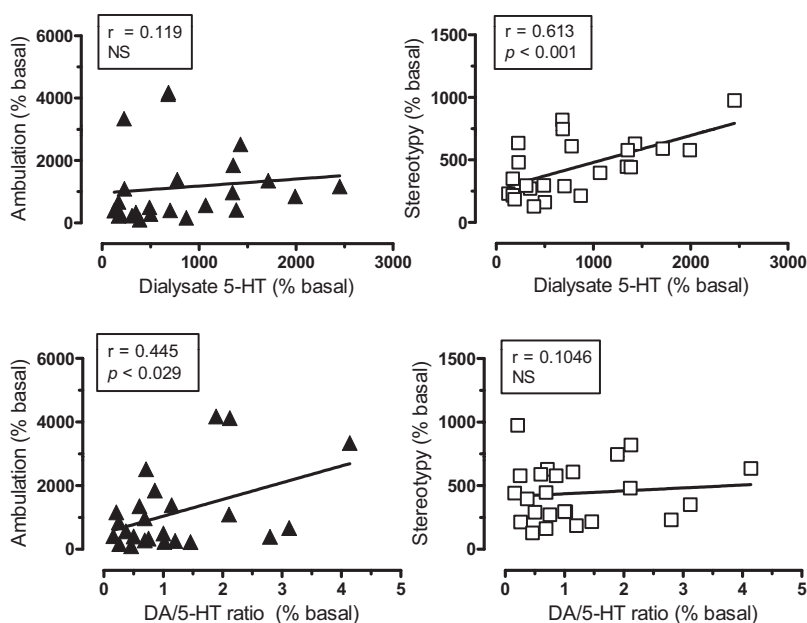 r = 0.119
NS
6000
4000
2000
0
Ambulation (% basal)
0 1000 2000 3000
Dialysate 5-HT (% basal)
r = 0.613
p < 0.001
1500
1000
500
0
Stereotypy (% basal)
0 1000 2000 3000
Dialysate 5-HT (% basal)
r = 0.445
p < 0.029
6000
4000
2000
0
Ambulation (% basal)
0 1 2 3 4 5
DA/5-HT ratio (% basal)
r = 0.1046
NS
1500
1000
500
0
Stereotypy (% basal)
0 1 2 3 4 5
DA/5-HT ratio (% basal)